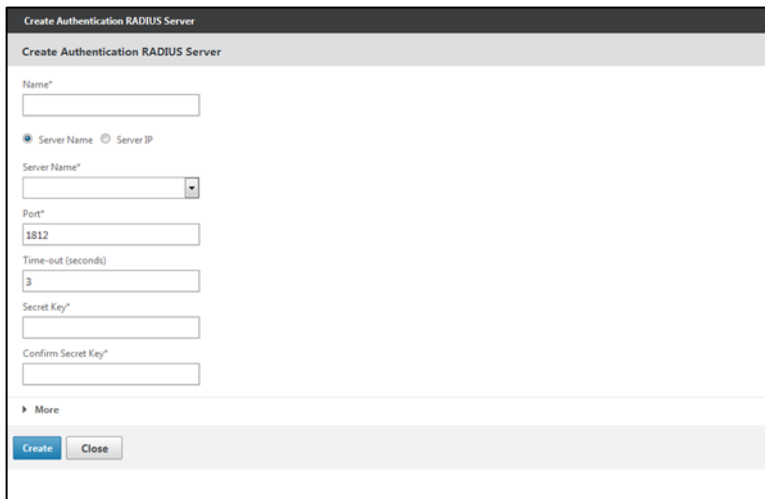 Create Authentication RADIUS Server
Create Authentication RADIUS Server
Name*
Server Name Server IP
Server Name*
Port*
1812
Time-out (seconds)
3
Secret Key*
Confirm Secret Key*
More
Create Close